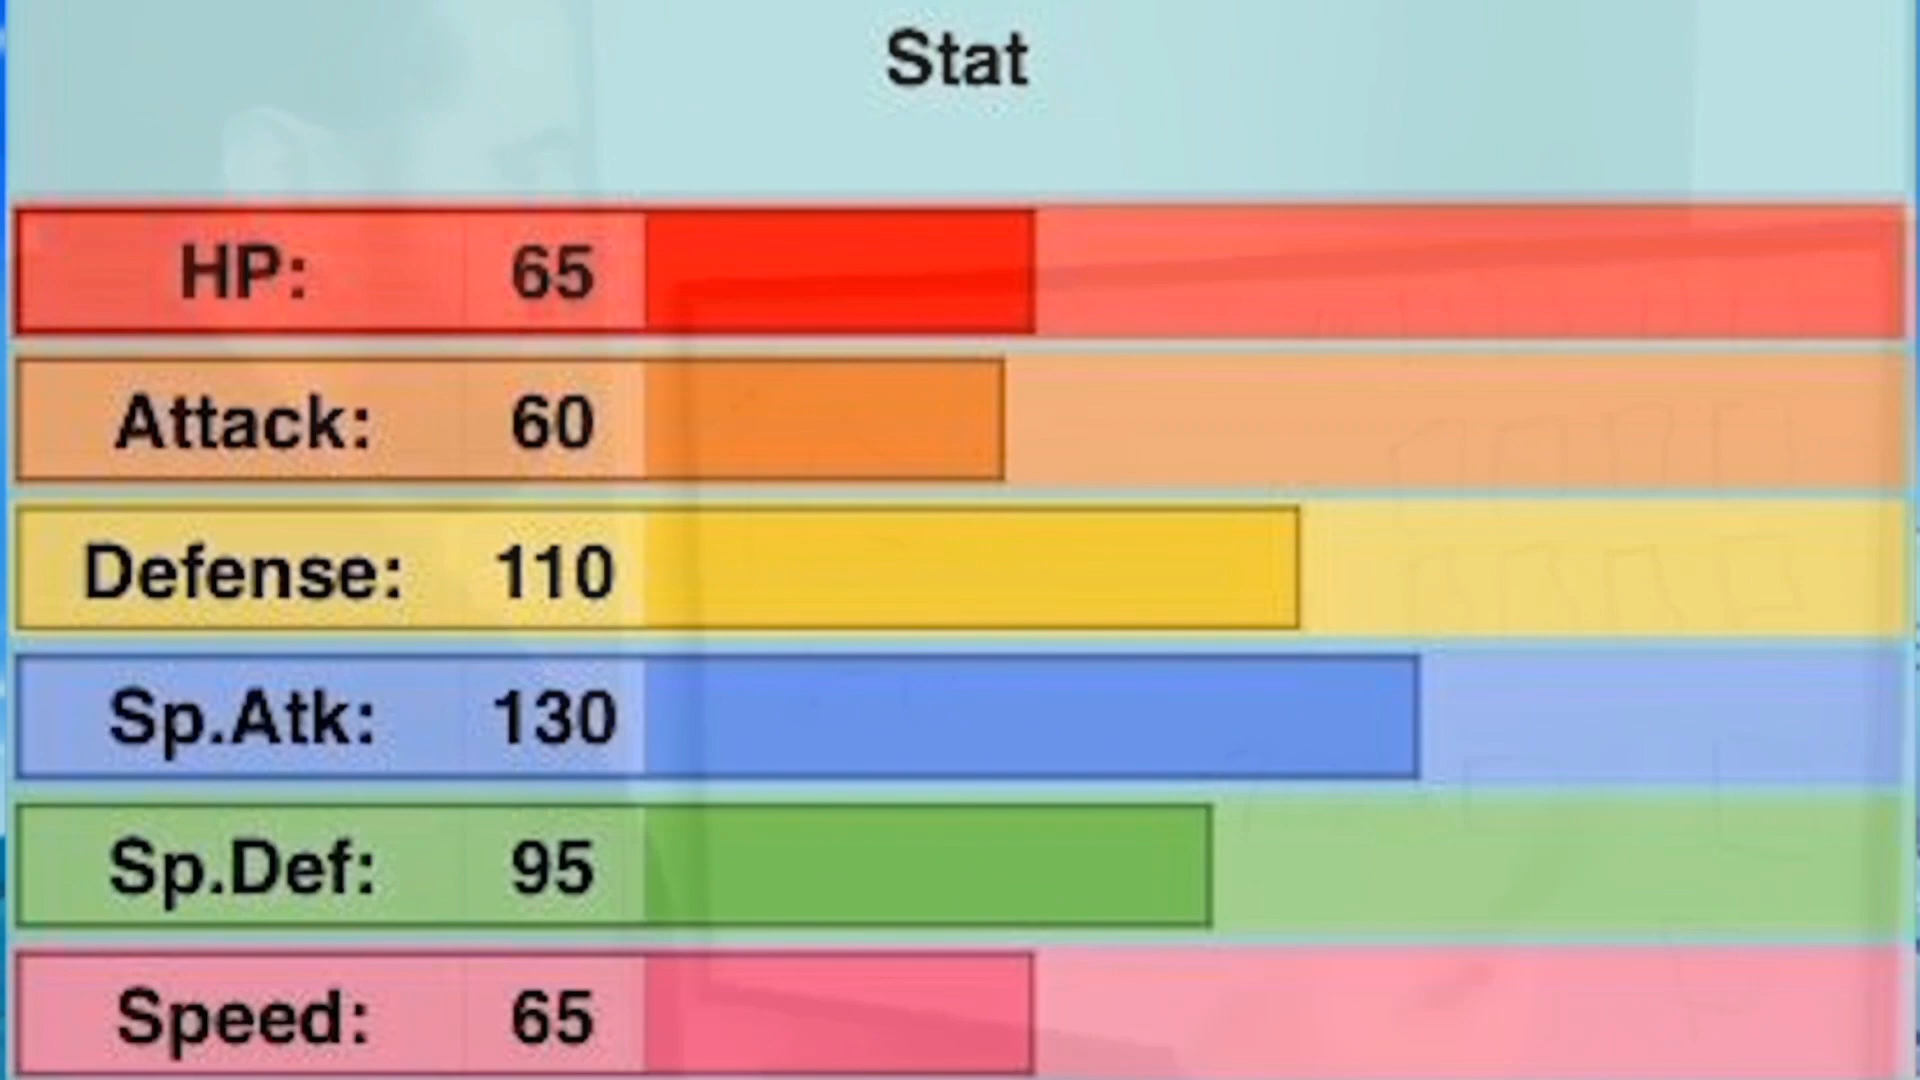 Stat
HP: 65
Attack: 60
Defense: 110
Sp.Atk: 130
Sp.Def: 95
Speed: 65